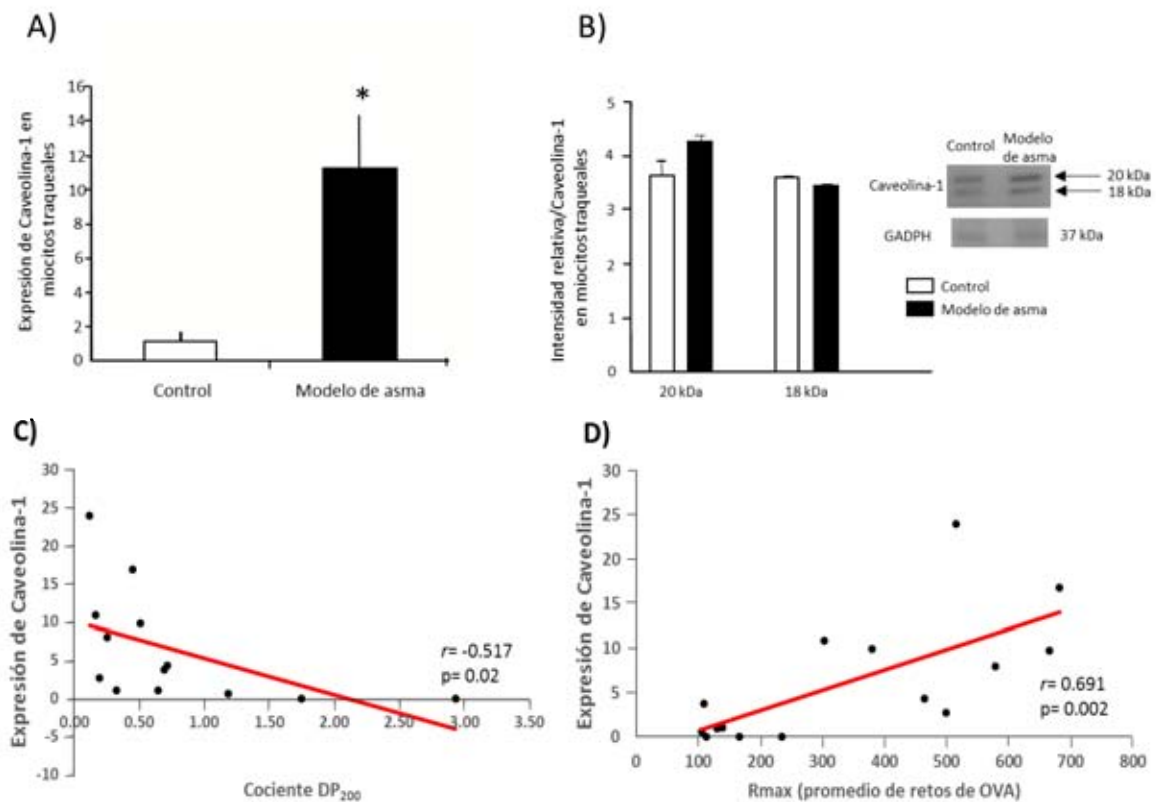 A)
Expresión de Caveolina-1 en
miocitos traqueales
16
14
12
10
8
6
4
2
0
*
Control
Modelo de asma
B)
Intensidad relativa/Caveolina-1
en miocitos traqueales
5
4
3
2
1
0
20 kDa
18 kDa
Control
Modelo
de asma
Caveolina-1
20 kDa
18 kDa
GADPH
37 kDa
Control
Modelo de asma
C)
Expresión de Caveolina-1
30
25
20
15
10
5
0
-5
-10
0.00 0.50 1.00 1.50 2.00 2.50 3.00 3.50
r= -0.517
p= 0.02
Cociente DP200
D)
Expresión de Caveolina-1
30
25
20
15
10
5
0
0 100 200 300 400 500 600 700 800
r= 0.691
p= 0.002
Rmax (promedio de retos de OVA)